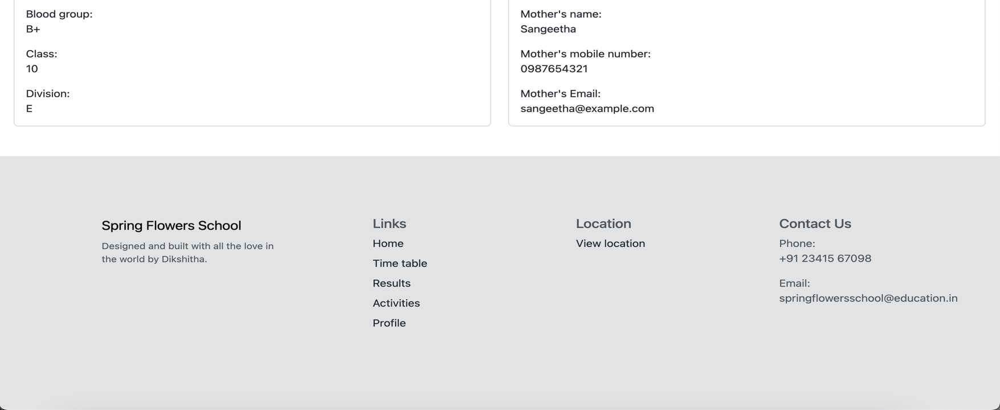 Blood group:
B+
Class:
10
Division:
E
Mother's name:
Sangeetha
Mother's mobile number:
0987654321
Mother's Email:
sangeetha@example.com
Spring Flowers School
Designed and built with all the love in
the world by Dikshitha.
Links
Home
Time table
Results
Activities
Profile
Location
View location
Contact Us
Phone:
+91 23415 67098
Email:
springflowersschool@education.in